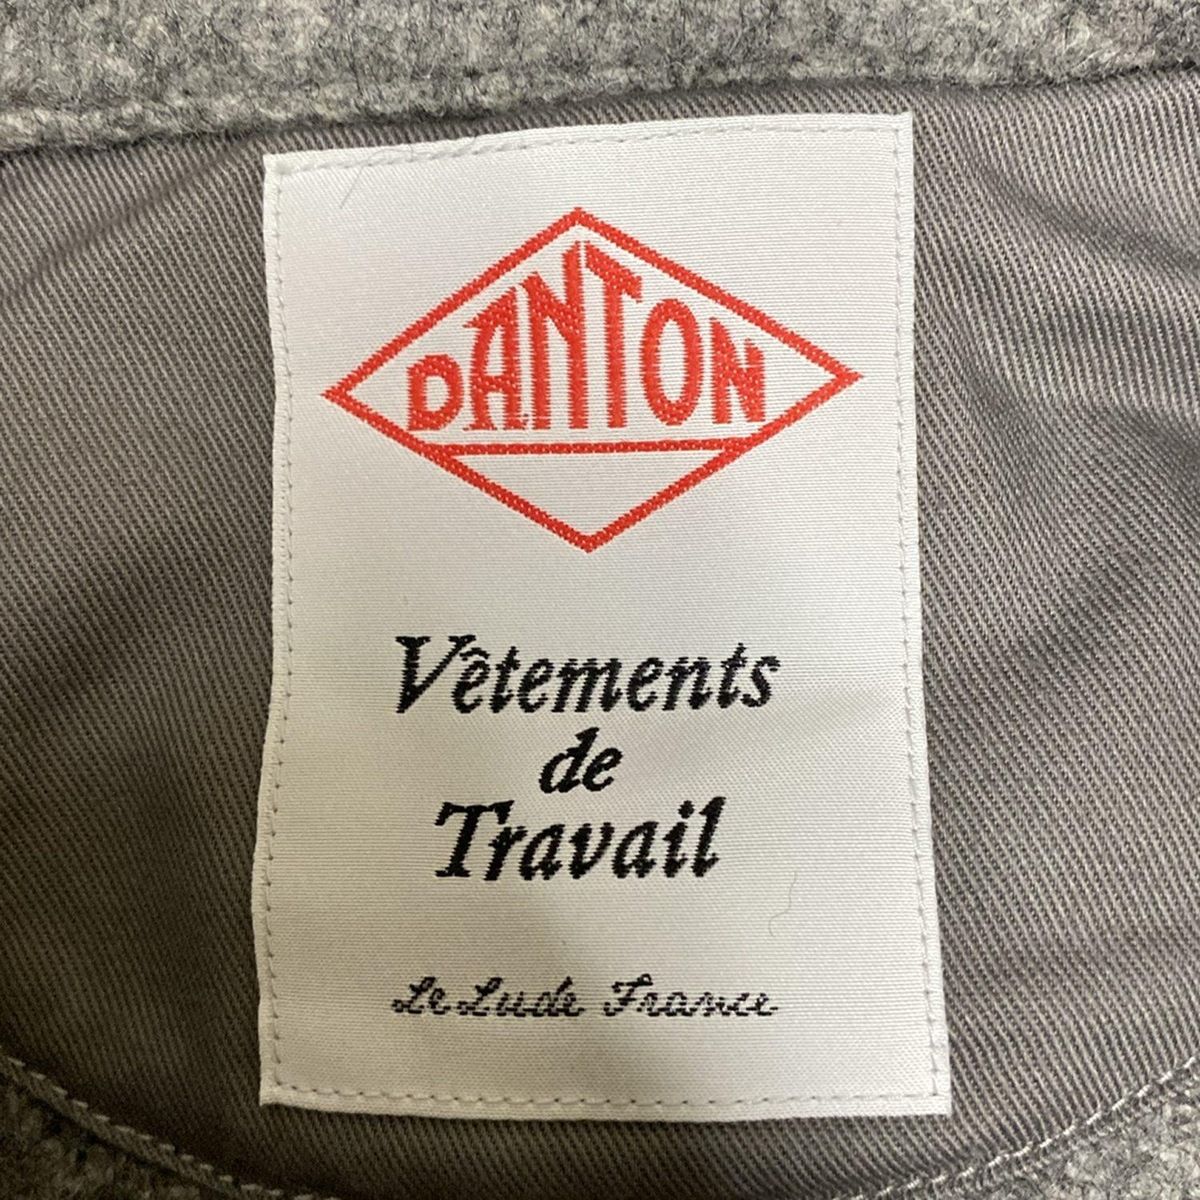 DANTON
Vêtements
de
Travail
Le Lude France